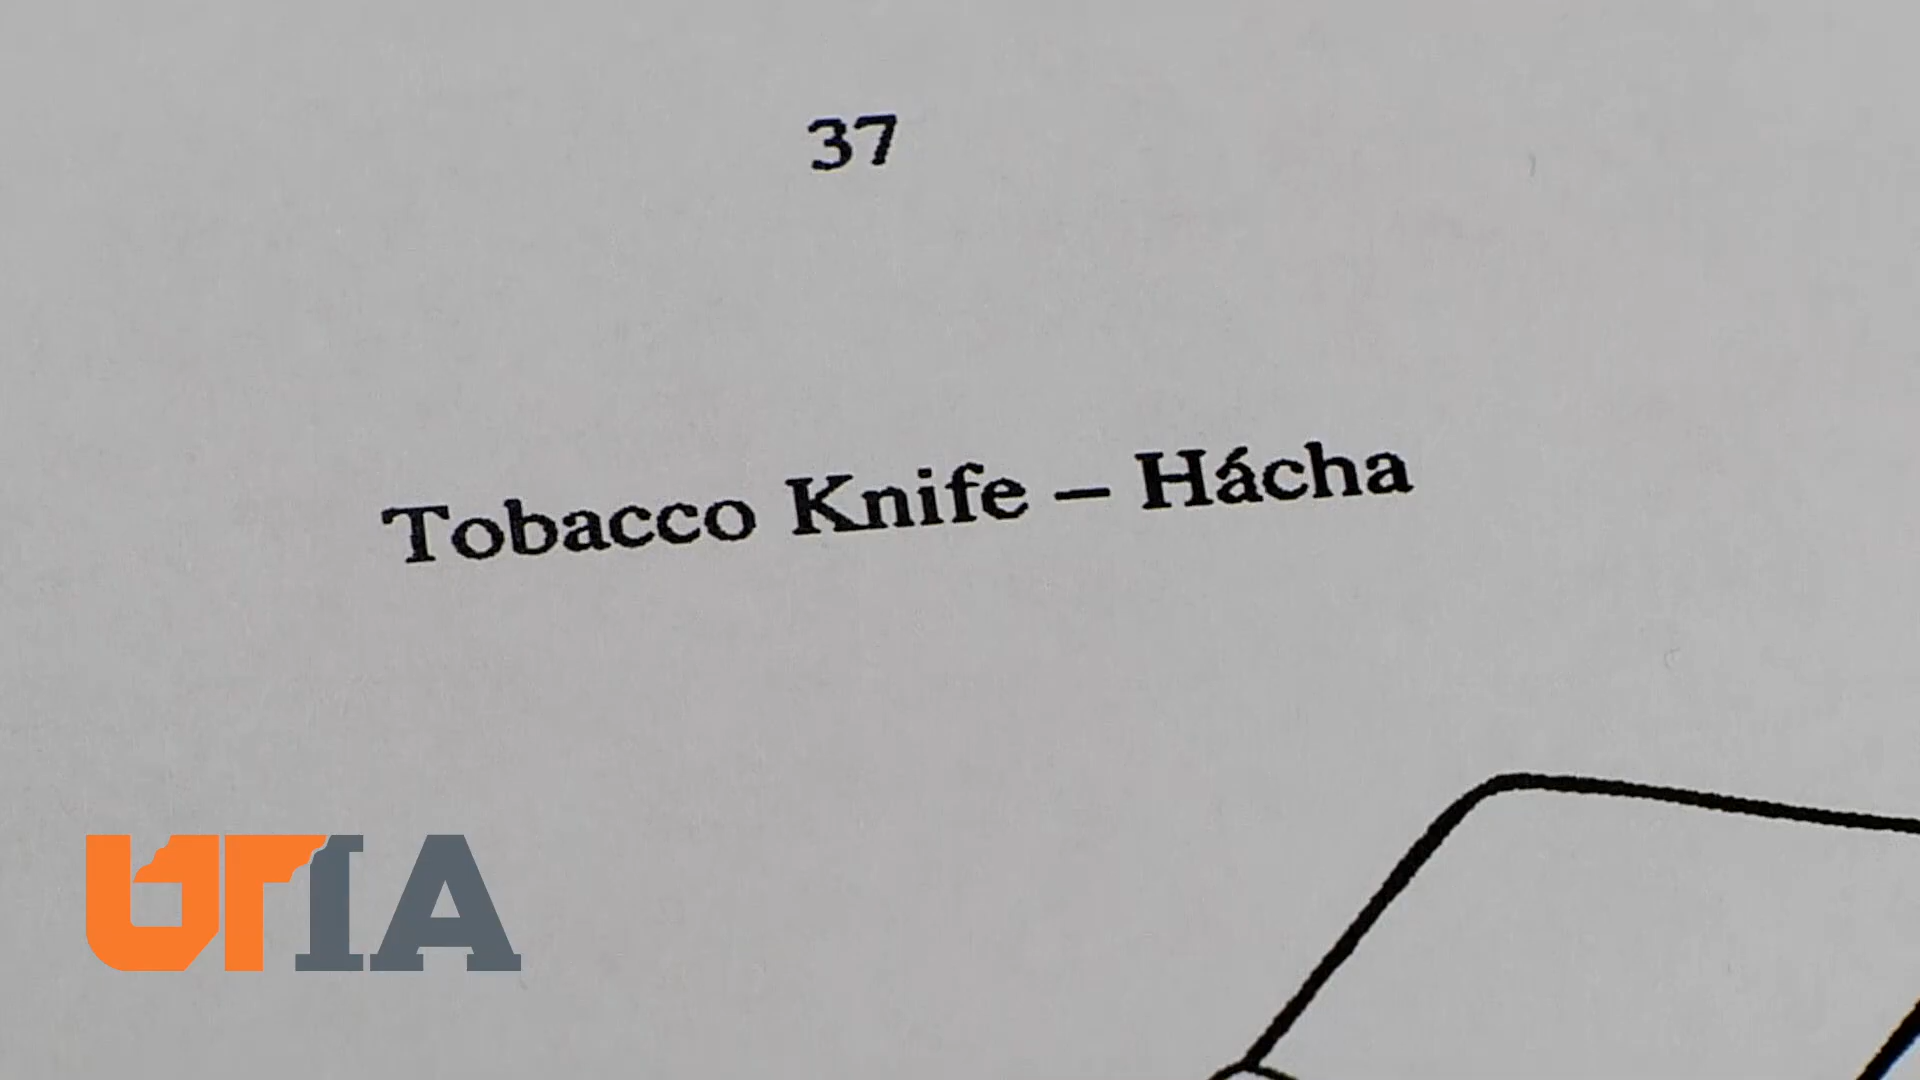 37
Tobacco Knife – Hácha
UTIA